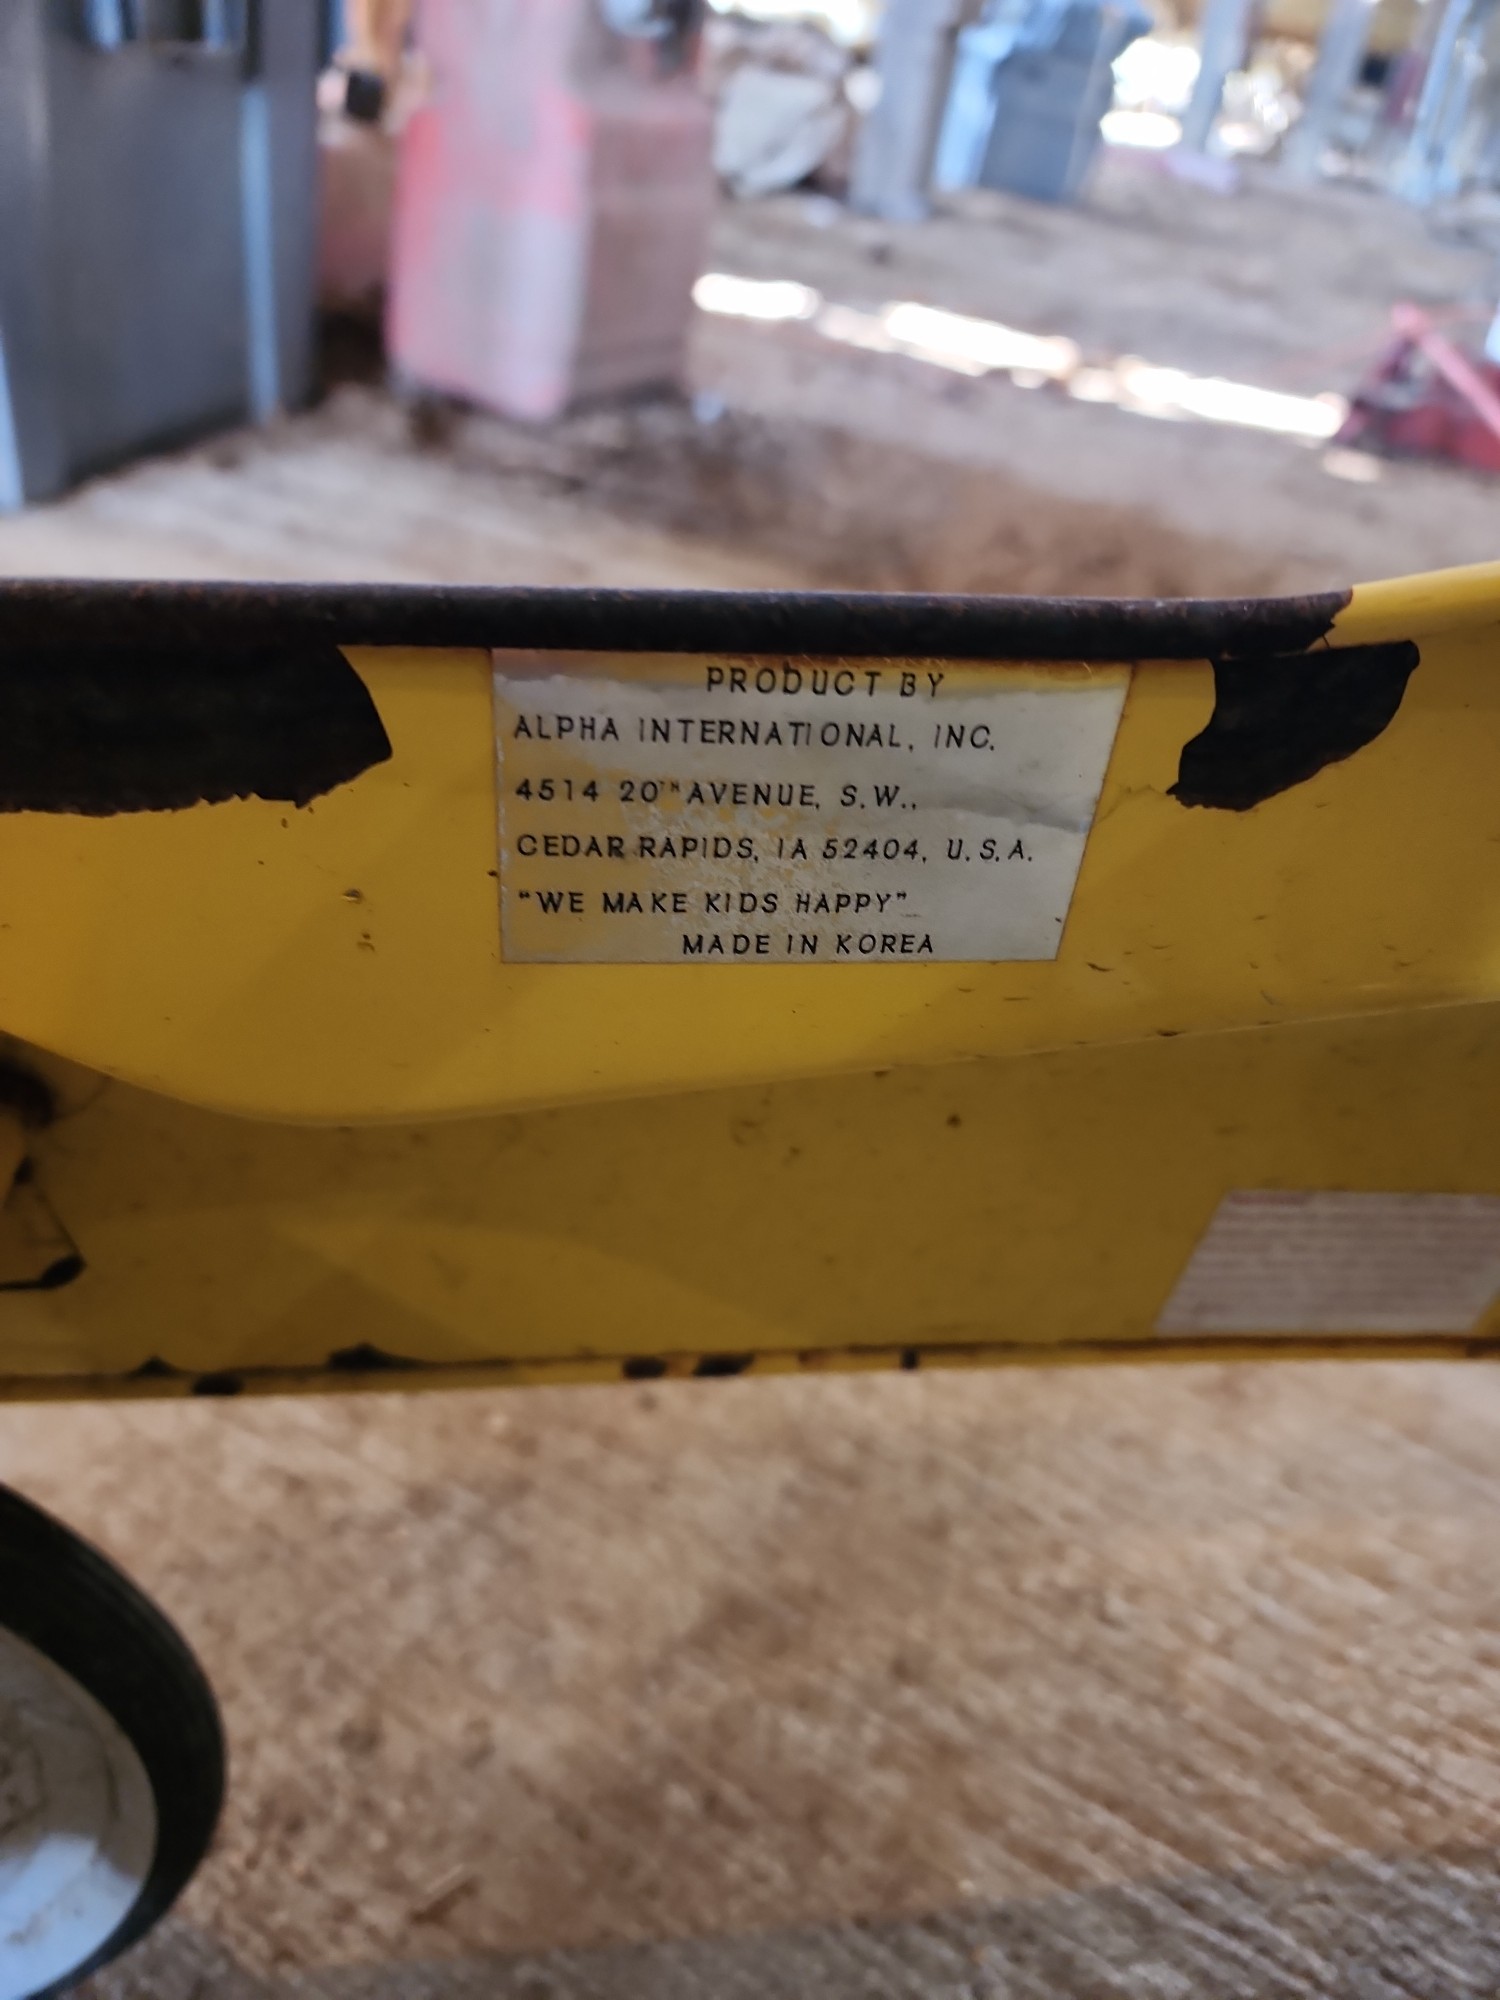 PRODUCT BY
ALPHA INTERNATIONAL, INC.
4514 20TH AVENUE, S.W.,
CEDAR RAPIDS, IA 52404, U.S.A.
"WE MAKE KIDS HAPPY"
MADE IN KOREA